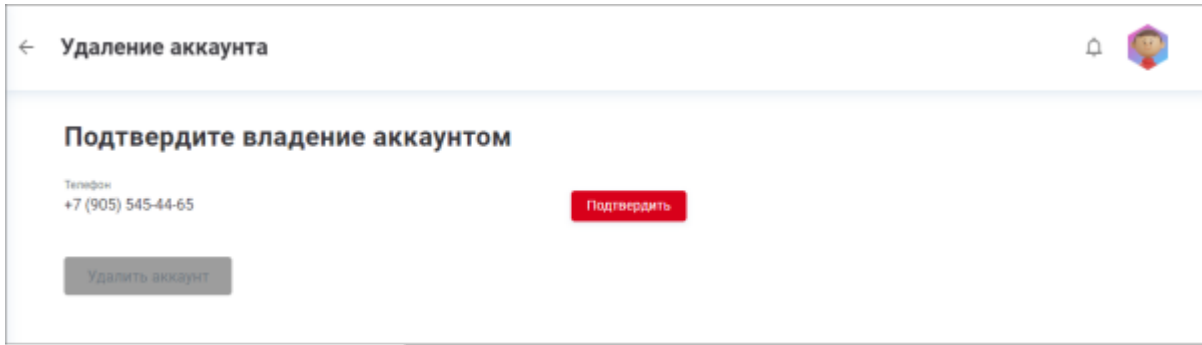 Удаление аккаунта
Подтвердите владение аккаунтом
Телефон
+7 (905) 545-44-65
Подтвердить
Удалить аккаунт